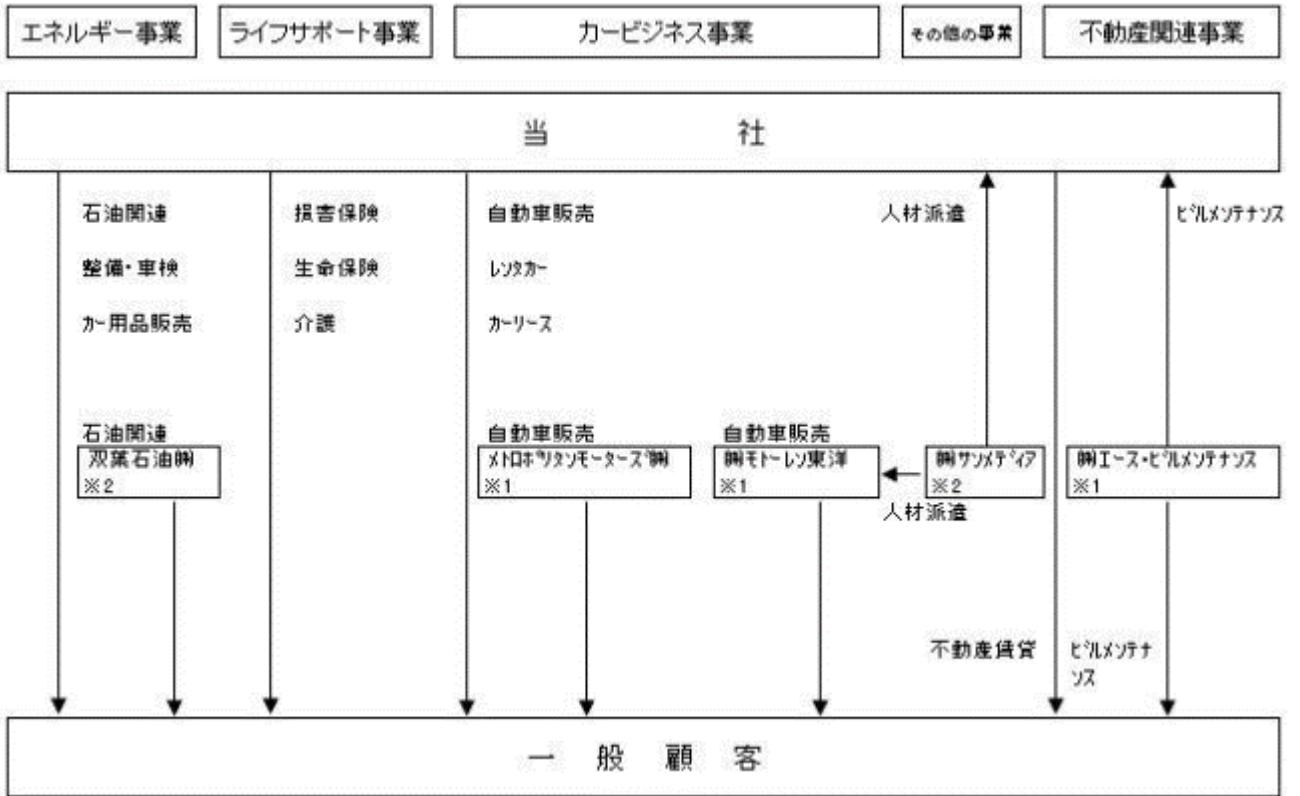 エネルギー事業
ライフサポート事業
カービジネス事業
その他の事業
不動産関連事業
当 社
石油関連
損害保険
自動車販売
人材派遣
ﾋﾞﾙﾒﾝﾃﾅﾝｽ
整備・車検
生命保険
ﾚﾝﾀｶｰ
ｶｰ用品販売
介護
ｶｰﾘｰｽ
石油関連
自動車販売
自動車販売
双葉石油㈱
※2
ﾒﾄﾛﾎﾟﾘﾀﾝﾓｰﾀｰｽﾞ㈱
※1
㈱ﾓﾄｰﾚﾝ東洋
※1
㈱ｻﾝﾒﾃﾞｨｱ
※2
㈱ｴｰｽ・ﾋﾞﾙﾒﾝﾃﾅﾝｽ
※1
人材派遣
不動産賃貸
ﾋﾞﾙﾒﾝﾃﾅ
ﾝｽ
一 般 顧 客